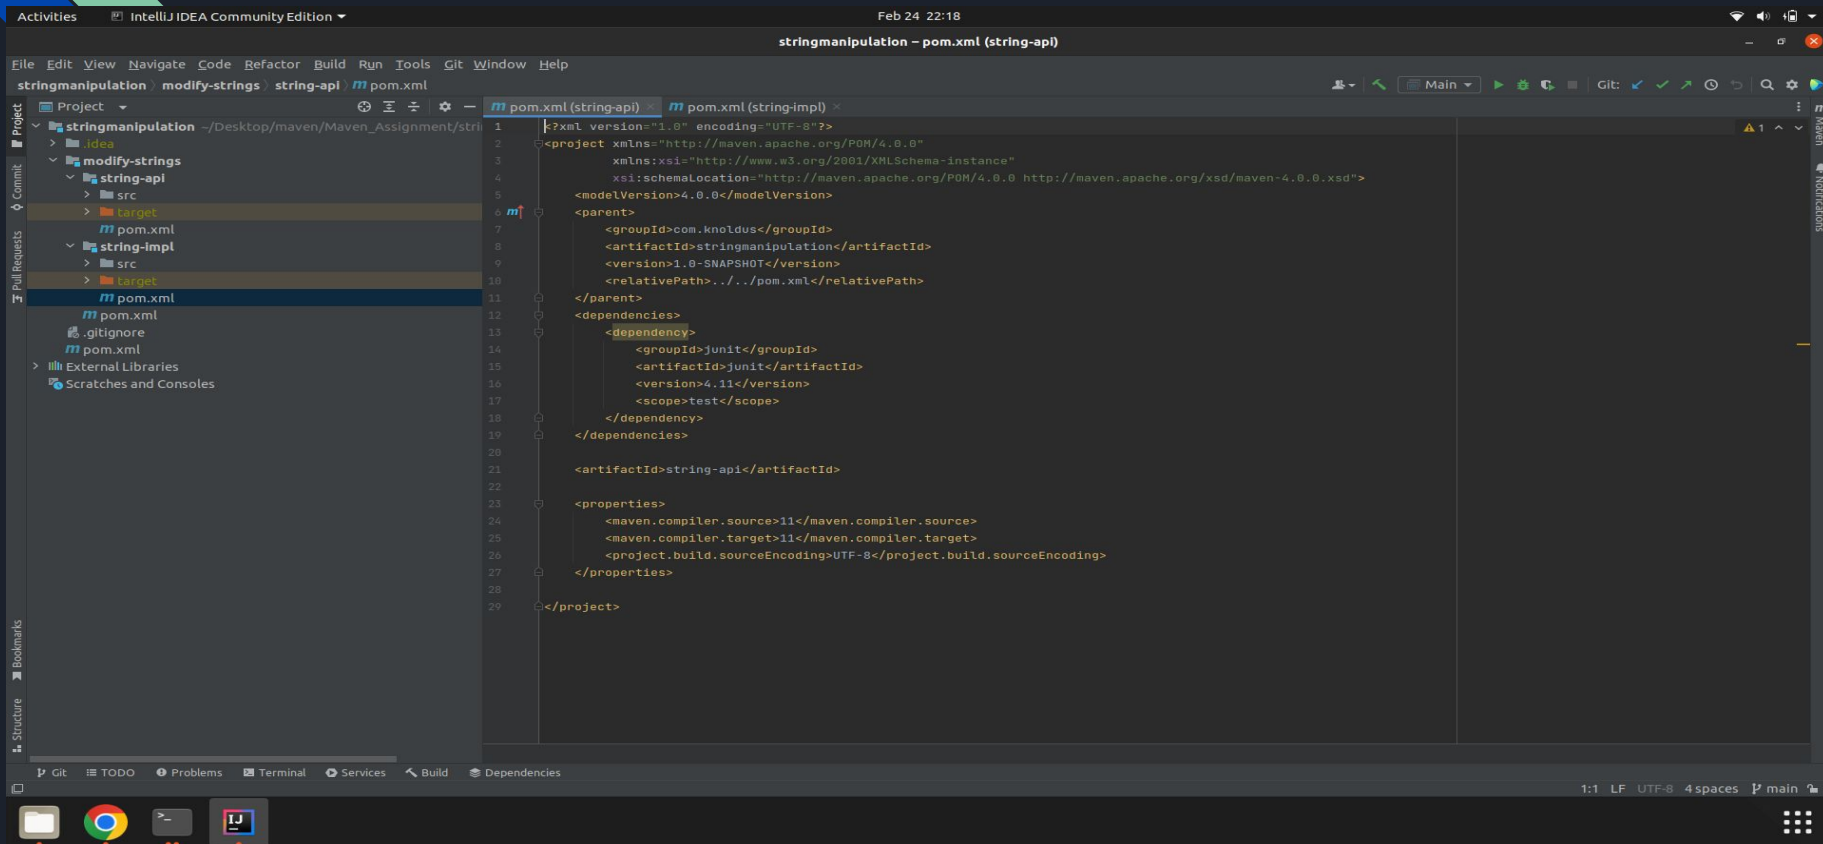 Activities IntelliJ IDEA Community Edition Feb 24 22:18
stringmanipulation – pom.xml (string-api)
File Edit View Navigate Code Refactor Build Run Tools Git Window Help
stringmanipulation modify-strings string-api pom.xml Main Git:
Project
pom.xml (string-api) pom.xml (string-impl)
Project
Commit
Pull Requests
Bookmarks
Structure
stringmanipulation ~/Desktop/maven/Maven_Assignment/stri
.idea
modify-strings
string-api
src
target
pom.xml
string-impl
src
target
pom.xml
pom.xml
.gitignore
pom.xml
External Libraries
Scratches and Consoles
1 <?xml version="1.0" encoding="UTF-8"?>
2 <project xmlns="http://maven.apache.org/POM/4.0.0"
3 xmlns:xsi="http://www.w3.org/2001/XMLSchema-instance"
4 xsi:schemaLocation="http://maven.apache.org/POM/4.0.0 http://maven.apache.org/xsd/maven-4.0.0.xsd">
5 <modelVersion>4.0.0</modelVersion>
6 <parent>
7 <groupId>com.knoldus</groupId>
8 <artifactId>stringmanipulation</artifactId>
9 <version>1.0-SNAPSHOT</version>
10 <relativePath>../../pom.xml</relativePath>
11 </parent>
12 <dependencies>
13 <dependency>
14 <groupId>junit</groupId>
15 <artifactId>junit</artifactId>
16 <version>4.11</version>
17 <scope>test</scope>
18 </dependency>
19 </dependencies>
20
21 <artifactId>string-api</artifactId>
22
23 <properties>
24 <maven.compiler.source>11</maven.compiler.source>
25 <maven.compiler.target>11</maven.compiler.target>
26 <project.build.sourceEncoding>UTF-8</project.build.sourceEncoding>
27 </properties>
28
29 </project>
1
Maven
Notifications
Git TODO Problems Terminal Services Build Dependencies
1:1 LF UTF-8 4 spaces main